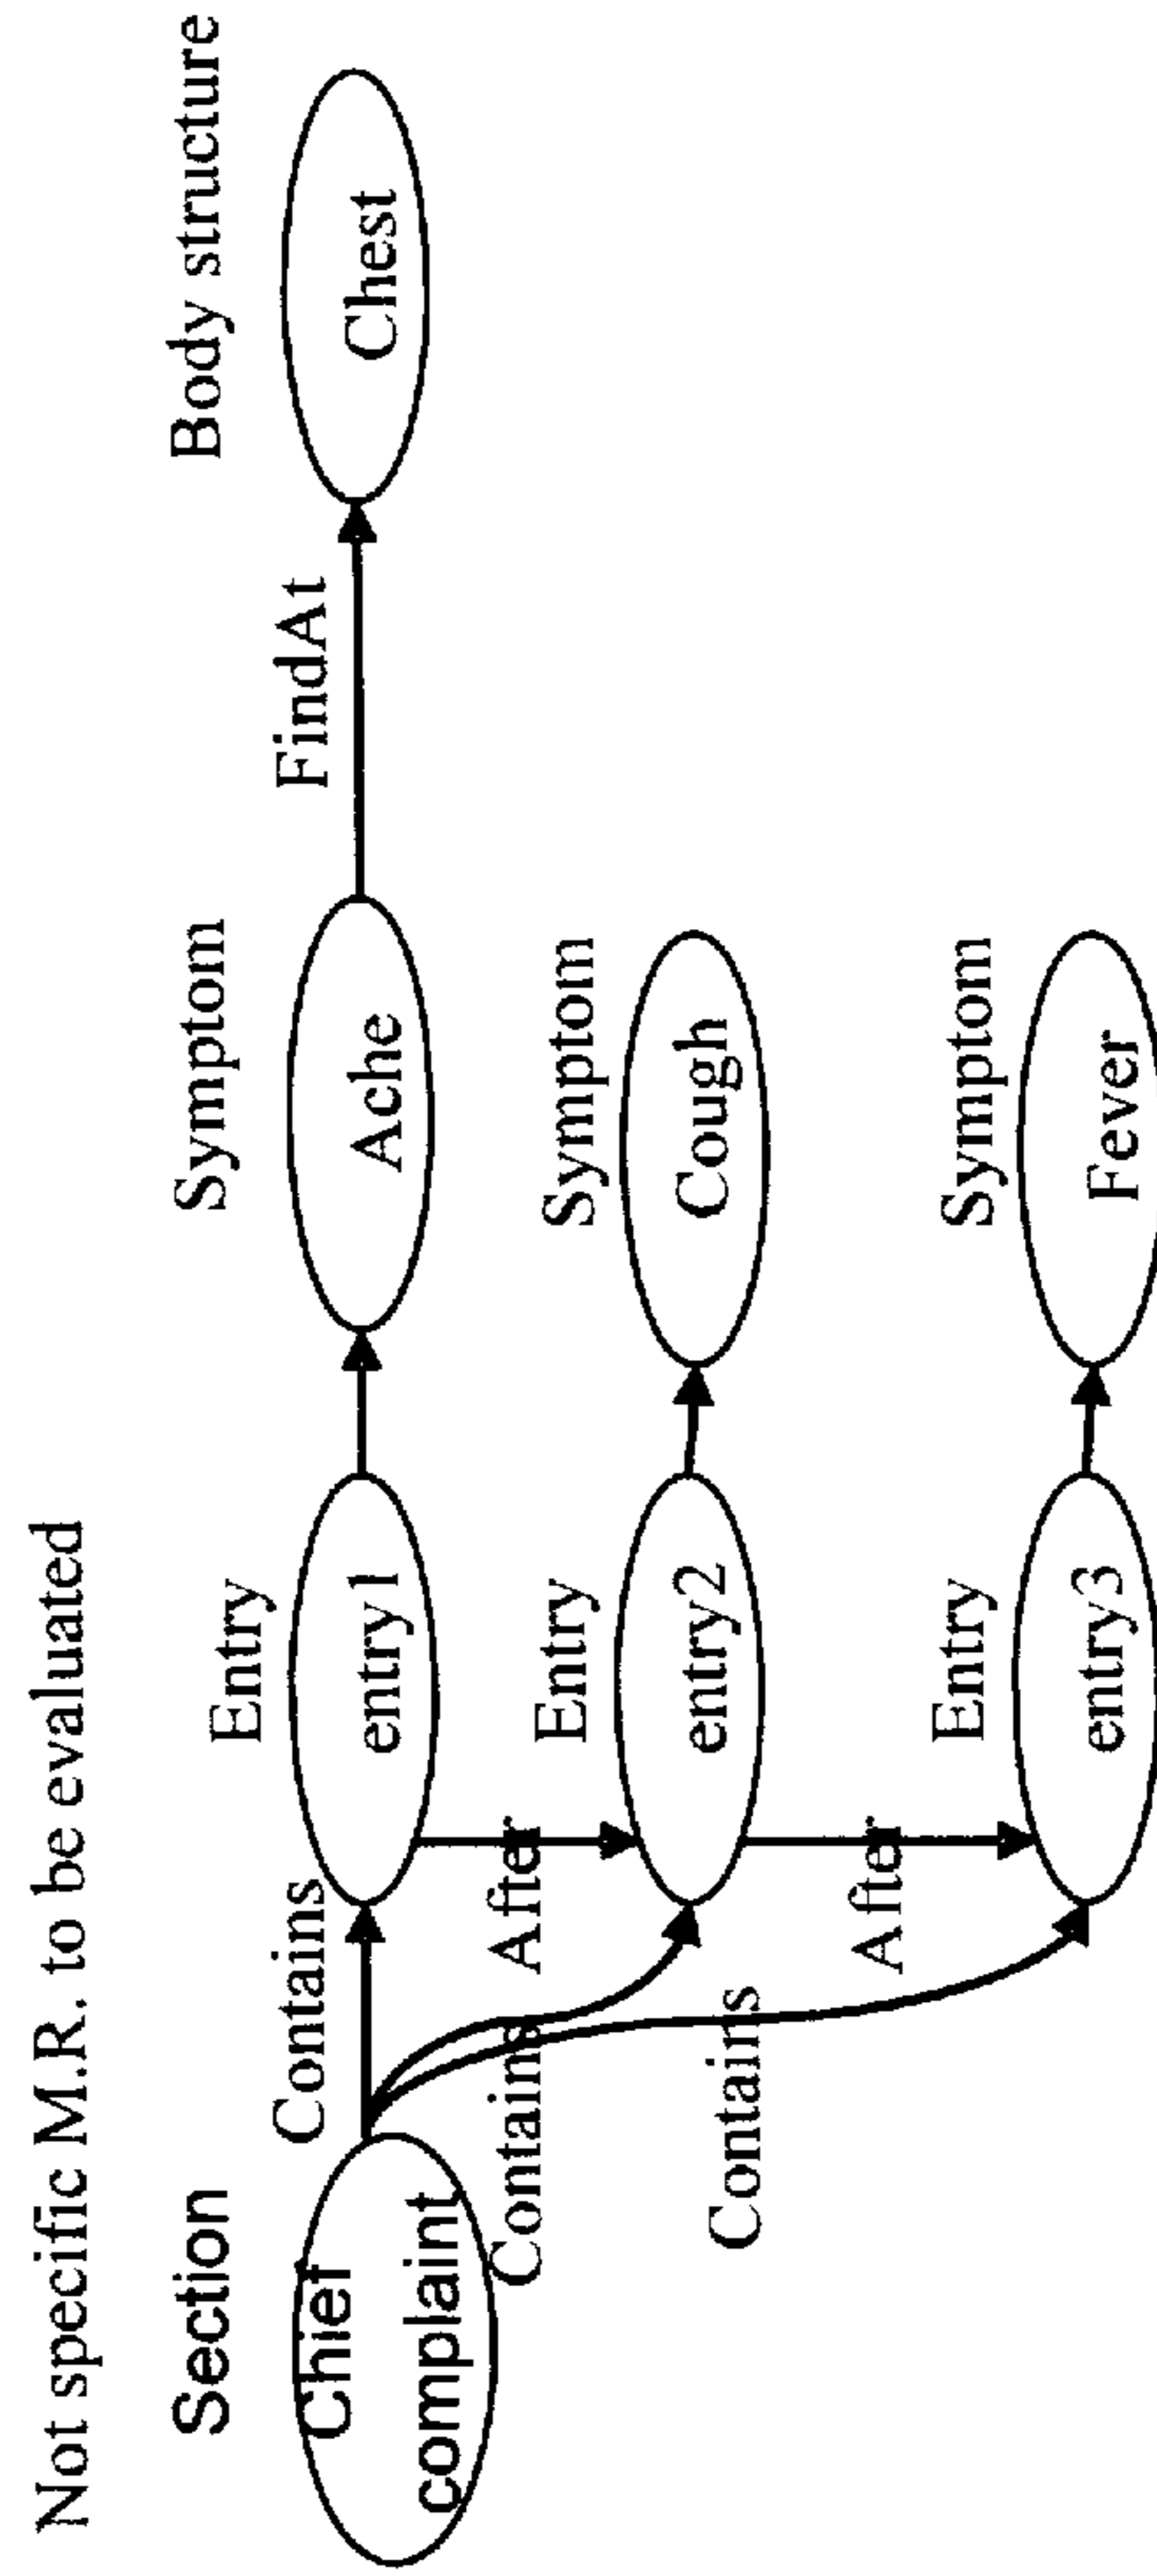 Not specific M.R. to be evaluated
Section
Chief
complaint
Contains
Contains
Contains
Entry
entry1
After
Entry
entry2
After
Entry
entry3
Symptom
Ache
Symptom
Cough
Symptom
Fever
FindAt
Body structure
Chest